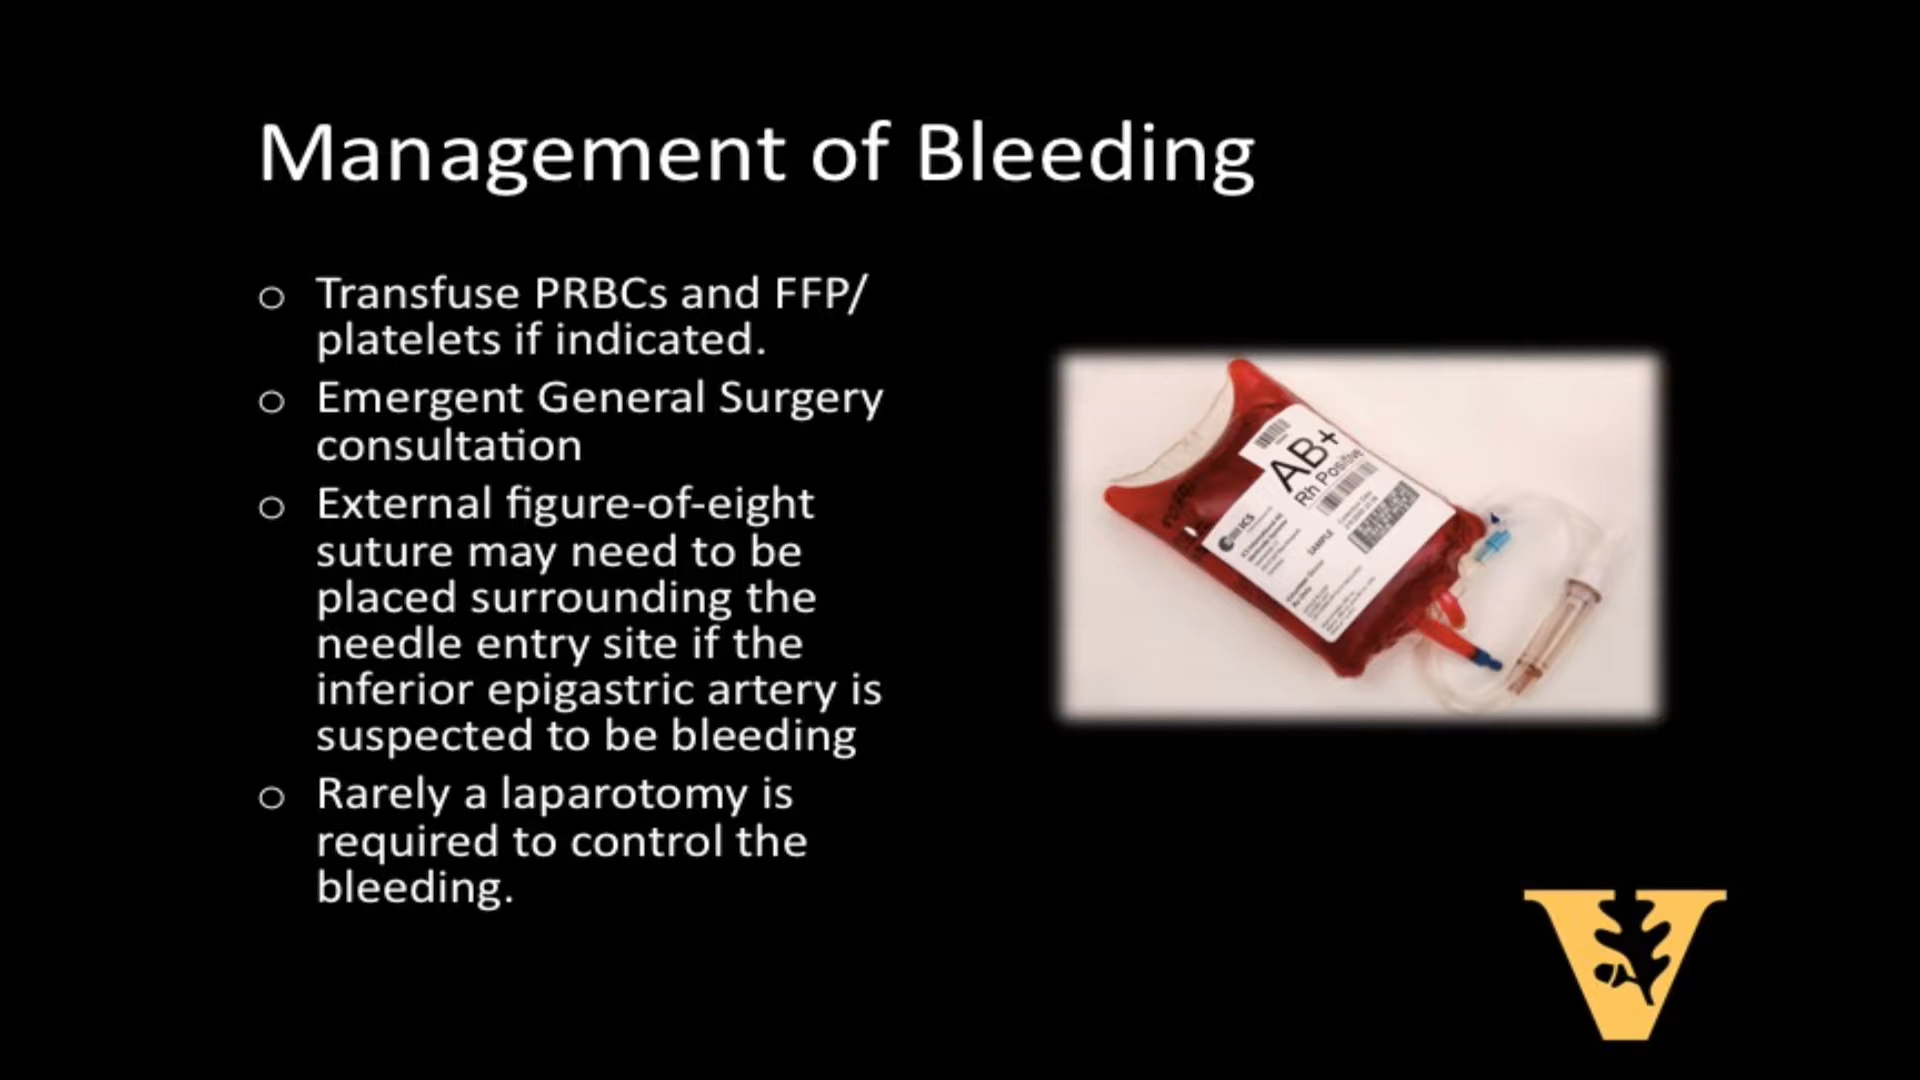 Management of Bleeding
o Transfuse PRBCs and FFP/
platelets if indicated.
o Emergent General Surgery
consultation
o External figure-of-eight
suture may need to be
placed surrounding the
needle entry site if the
inferior epigastric artery is
suspected to be bleeding
o Rarely a laparotomy is
required to control the
bleeding.
AB+
Rh Positive
ICS
SAMPLE
V